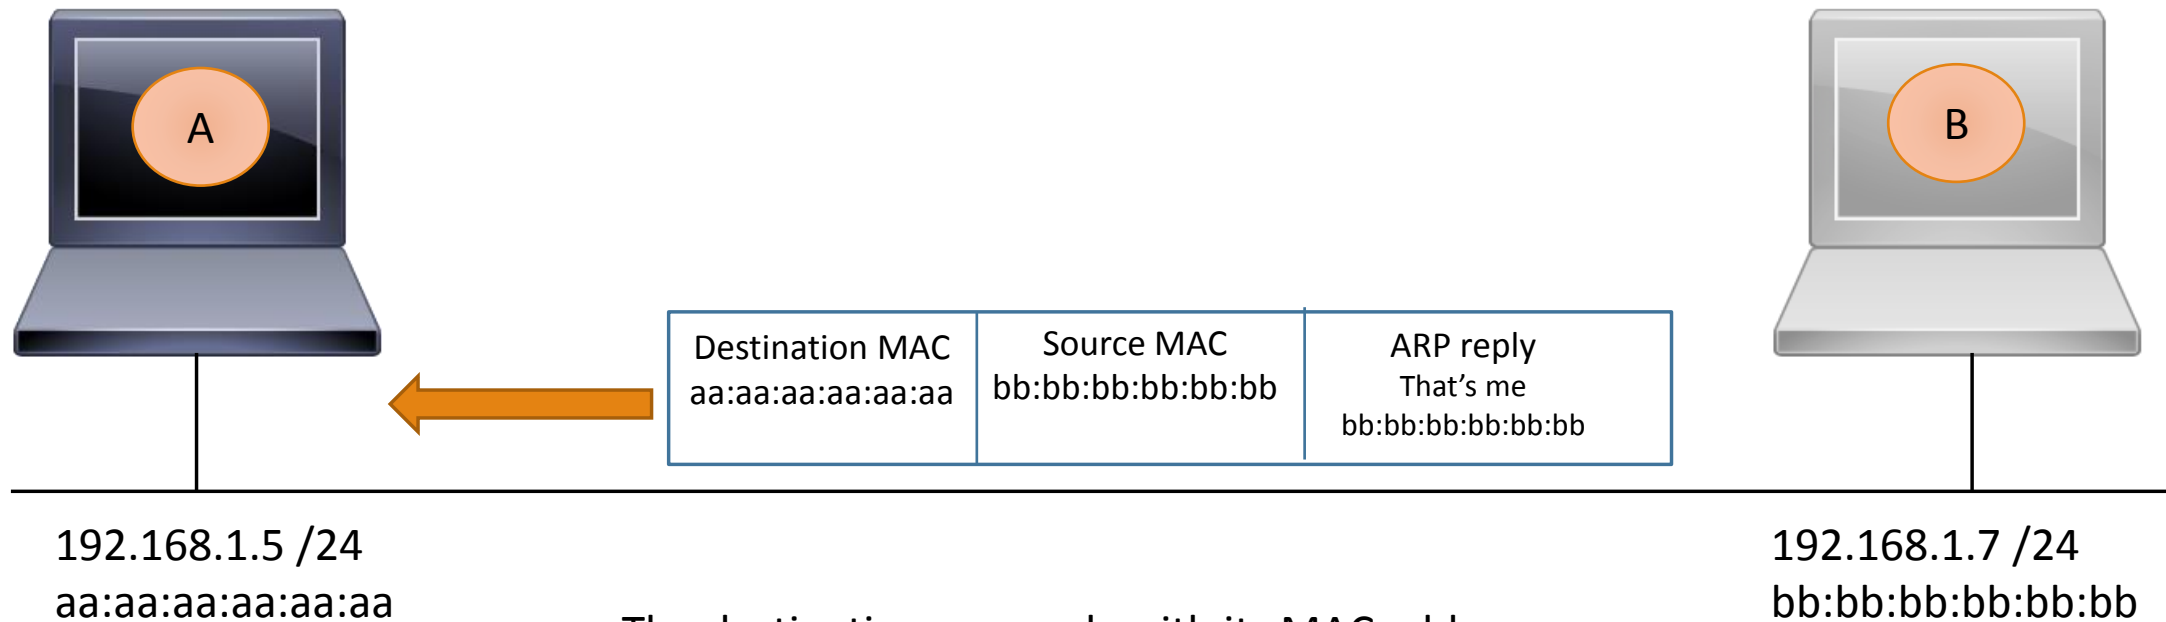 A
B
Destination MAC
aa:aa:aa:aa:aa:aa
Source MAC
bb:bb:bb:bb:bb:bb
ARP reply
That's me
bb:bb:bb:bb:bb:bb
192.168.1.5 /24
aa:aa:aa:aa:aa:aa
192.168.1.7 /24
bb:bb:bb:bb:bb:bb